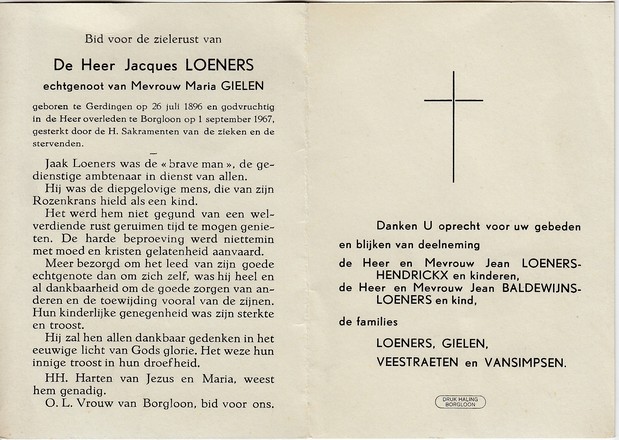 Bid voor de zielerust van
De Heer Jacques LOENERS
echtgenoot van Mevrouw Maria GIELEN
geboren te Gerdingen op 26 juli 1896 en godvruchtig
in de Heer overleden te Borgloon op 1 september 1967,
gesterkt door de H. Sakramenten van de zieken en de
stervenden.
Jaak Loeners was de « brave man », de ge-
dienstige ambtenaar in dienst van allen.
Hij was de diepgelovige mens, die van zijn
Rozenkrans hield als een kind.
Het werd hem niet gegund van een wel-
verdiende rust geruimen tijd te mogen genie-
ten. De harde beproeving werd niettemin
met moed en kristen gelatenheid aanvaard.
Meer bezorgd om het leed van zijn goede
echtgenote dan om zich zelf, was hij heel en
al dankbaarheid om de goede zorgen van an-
deren en de toewijding vooral van de zijnen.
Hun kinderlijke genegenheid was zijn sterkte
en troost.
Hij zal hen allen dankbaar gedenken in het
eeuwige licht van Gods glorie. Het weze hun
innige troost in hun droefheid.
HH. Harten van Jezus en Maria, weest
hem genadig.
O. L. Vrouw van Borgloon, bid voor ons.
Danken U oprecht voor uw gebeden
en blijken van deelneming
de Heer en Mevrouw Jean LOENERS-
HENDRICKX en kinderen,
de Heer en Mevrouw Jean BALDEWIJNS-
LOENERS en kind,
de families
LOENERS, GIELEN,
VEESTRAETEN en VANSIMPSEN.
DRUK HALING
BORGLOON